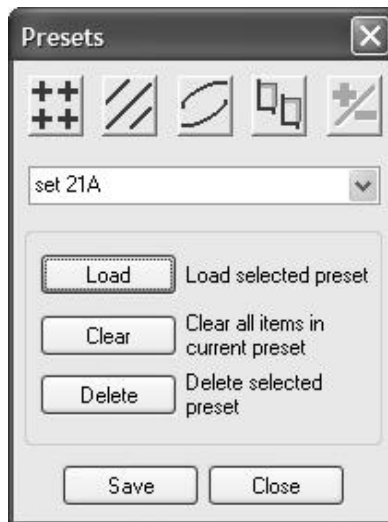 Presets
set 21A
Load
Load selected preset
Clear
Clear all items in
current preset
Delete
Delete selected
preset
Save
Close